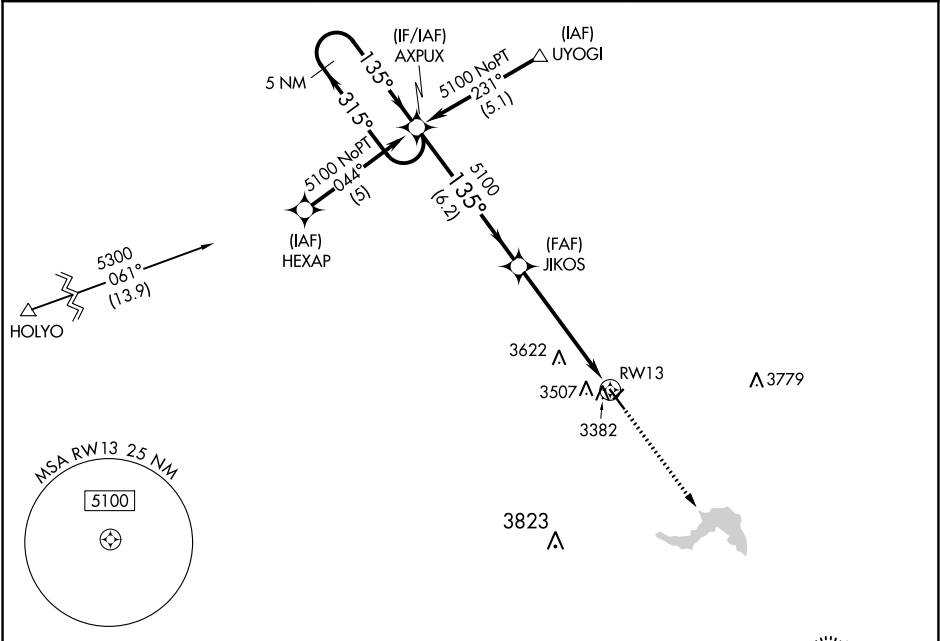 (IF/IAF)
AXPUX
(IAF)
UYOGI
5 NM
135°
315°
5100 NoPT
231°
(5.1)
5100 NoPT
044°
(5)
5100
135°
(6.2)
(IAF)
HEXAP
(FAF)
JIKOS
5300
061°
(13.9)
HOLYO
3622
RW13
3507
3779
3382
MSA RW13 25 NM
5100
3823